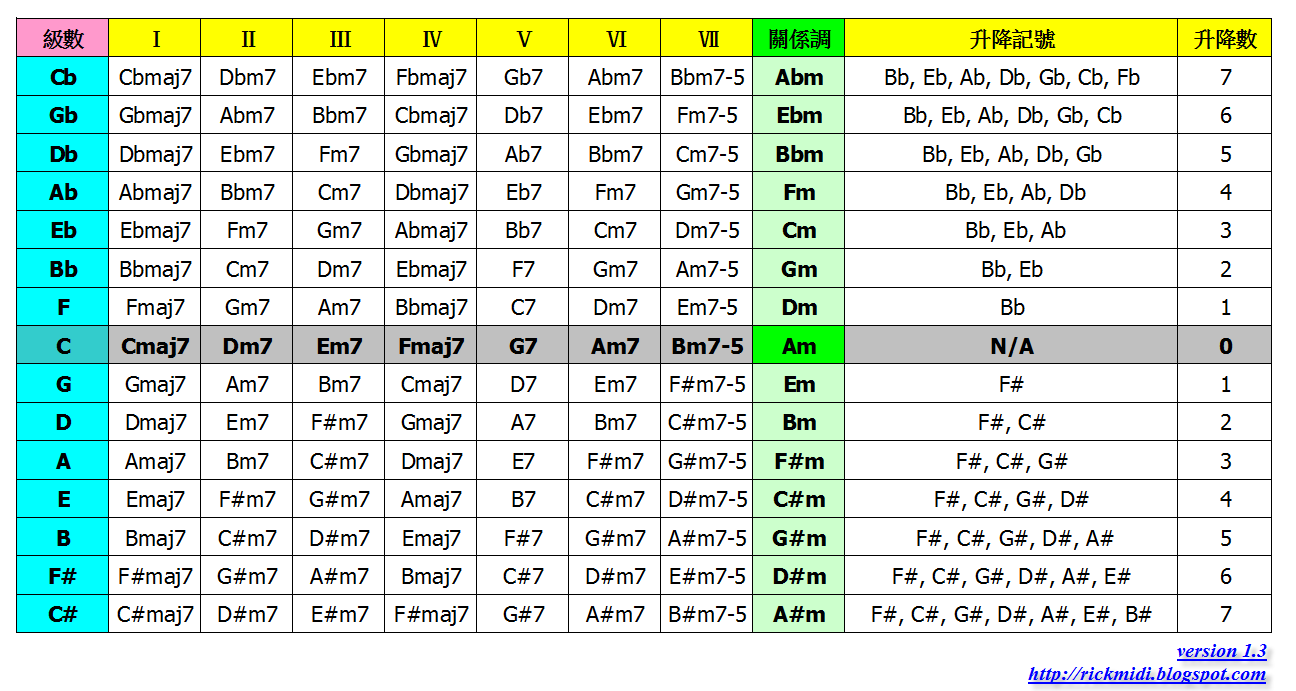 級數 I II III IV V VI VII 關係調 升降記號 升降數
Cb Cbmaj7 Dbm7 Ebm7 Fbmaj7 Gb7 Abm7 Bbm7-5 Abm Bb, Eb, Ab, Db, Gb, Cb, Fb 7
Gb Gbmaj7 Abm7 Bbm7 Cbmaj7 Db7 Ebm7 Fm7-5 Ebm Bb, Eb, Ab, Db, Gb, Cb 6
Db Dbmaj7 Ebm7 Fm7 Gbmaj7 Ab7 Bbm7 Cm7-5 Bbm Bb, Eb, Ab, Db, Gb 5
Ab Abmaj7 Bbm7 Cm7 Dbmaj7 Eb7 Fm7 Gm7-5 Fm Bb, Eb, Ab, Db 4
Eb Ebmaj7 Fm7 Gm7 Abmaj7 Bb7 Cm7 Dm7-5 Cm Bb, Eb, Ab 3
Bb Bbmaj7 Cm7 Dm7 Ebmaj7 F7 Gm7 Am7-5 Gm Bb, Eb 2
F Fmaj7 Gm7 Am7 Bbmaj7 C7 Dm7 Em7-5 Dm Bb 1
C Cmaj7 Dm7 Em7 Fmaj7 G7 Am7 Bm7-5 Am N/A 0
G Gmaj7 Am7 Bm7 Cmaj7 D7 Em7 F#m7-5 Em F# 1
D Dmaj7 Em7 F#m7 Gmaj7 A7 Bm7 C#m7-5 Bm F#, C# 2
A Amaj7 Bm7 C#m7 Dmaj7 E7 F#m7 G#m7-5 F#m F#, C#, G# 3
E Emaj7 F#m7 G#m7 Amaj7 B7 C#m7 D#m7-5 C#m F#, C#, G#, D# 4
B Bmaj7 C#m7 D#m7 Emaj7 F#7 G#m7 A#m7-5 G#m F#, C#, G#, D#, A# 5
F# F#maj7 G#m7 A#m7 Bmaj7 C#7 D#m7 E#m7-5 D#m F#, C#, G#, D#, A#, E# 6
C# C#maj7 D#m7 E#m7 F#maj7 G#7 A#m7 B#m7-5 A#m F#, C#, G#, D#, A#, E#, B# 7
version 1.3
http://rickmidi.blogspot.com